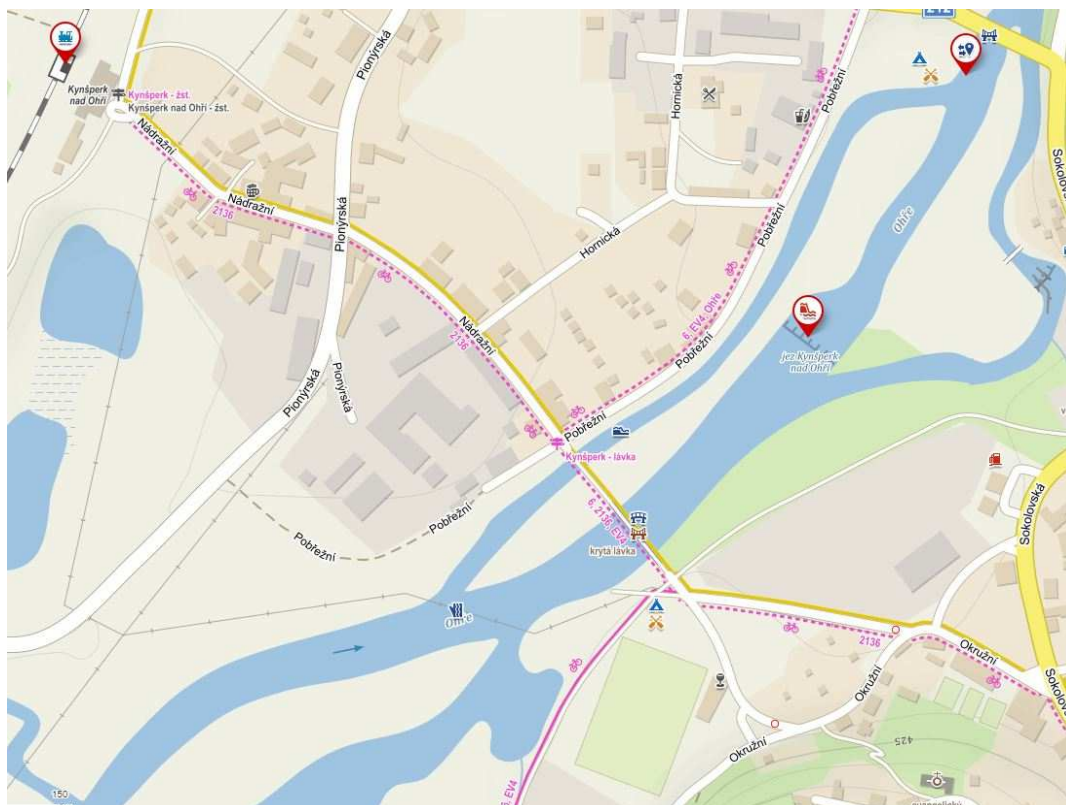 212
Pionýrská
Kynšperk
nad Ohří
Kynšperk - žst.
Kynšperk nad Ohří - žst.
Nádražní
Hornická
Pobřežní
Sokolovská
Nádražní
2136
Pionýrská
Hornická
Pobřežní
Ohře
6, EV4, Ohře
Nádražní
2136
jez Kynšperk
nad Ohří
Pobřežní
Pionýrská
Pionýrská
Pobřežní
Kynšperk - lávka
Sokolovská
Pobřežní
6, 2136, EV4
krytá lávka
Pobřežní
Ohře
2136
Okružní
Okružní
Sokolovská
Okružní
425
150
6, EV4
evangelický